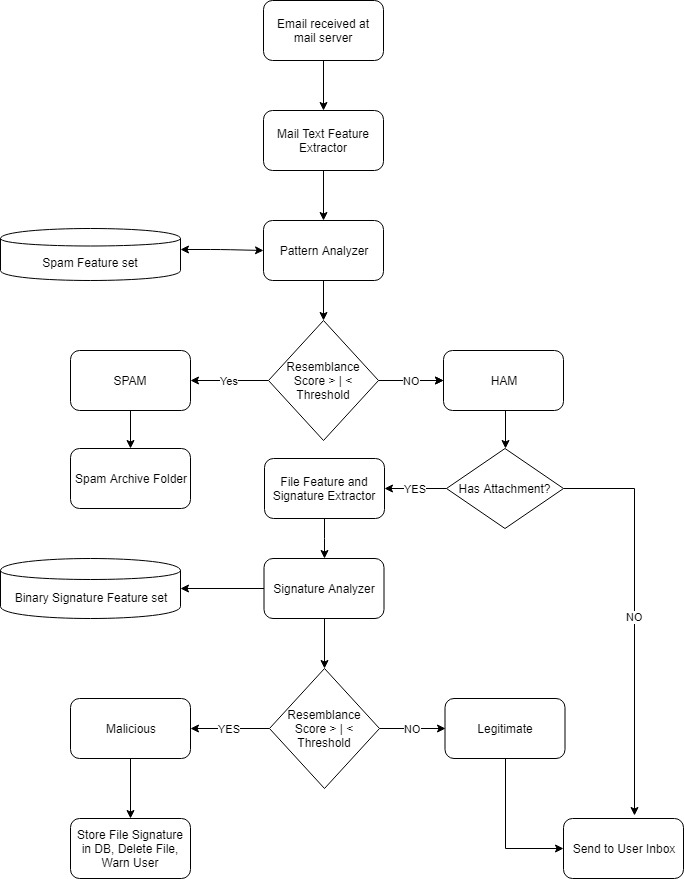 Email received at
mail server
Mail Text Feature
Extractor
Spam Feature set
Pattern Analyzer
Resemblance
Score > | <
Threshold
Yes
SPAM
NO
HAM
Spam Archive Folder
File Feature and
Signature Extractor
YES
Has Attachment?
Binary Signature Feature set
Signature Analyzer
NO
Malicious
YES
Resemblance
Score > | <
Threshold
NO
Legitimate
Store File Signature
in DB, Delete File,
Warn User
Send to User Inbox